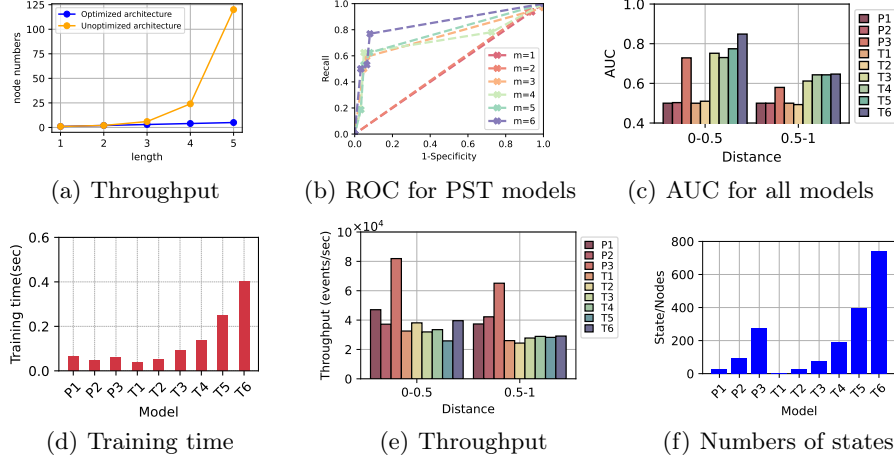 125
100
75
50
25
0
node numbers
Optimized architecture
Unoptimized architecture
1 2 3 4 5
length
(a) Throughput
1.0
0.8
0.6
0.4
0.2
0.0
Recall
m=1
m=2
m=3
m=4
m=5
m=6
0.0 0.2 0.4 0.6 0.8 1.0
1-Specificity
(b) ROC for PST models
1.0
0.8
0.6
0.4
AUC
0-0.5 0.5-1
Distance
P1
P2
P3
T1
T2
T3
T4
T5
T6
(c) AUC for all models
0.6
0.4
0.2
0.0
Training time(sec)
P1 P2 P3 T1 T2 T3 T4 T5 T6
Model
(d) Training time
×10⁴
10
8
6
4
2
0
Throughput (events/sec)
0-0.5 0.5-1
Distance
P1
P2
P3
T1
T2
T3
T4
T5
T6
(e) Throughput
800
600
400
200
0
State/Nodes
P1 P2 P3 T1 T2 T3 T4 T5 T6
Model
(f) Numbers of states